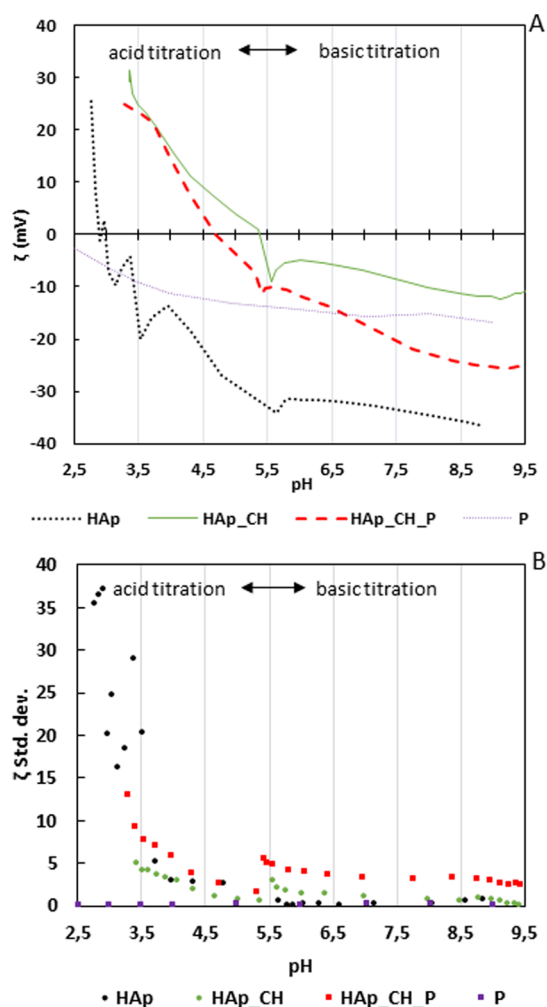 A
acid titration
basic titration
40
30
20
10
0
-10
-20
-30
-40
ζ (mV)
2,5 3,5 4,5 5,5 6,5 7,5 8,5 9,5
pH
HAp HAp_CH HAp_CH_P P
B
acid titration
basic titration
40
35
30
25
20
15
10
5
0
ζ Std. dev.
2,5 3,5 4,5 5,5 6,5 7,5 8,5 9,5
pH
HAp HAp_CH HAp_CH_P P